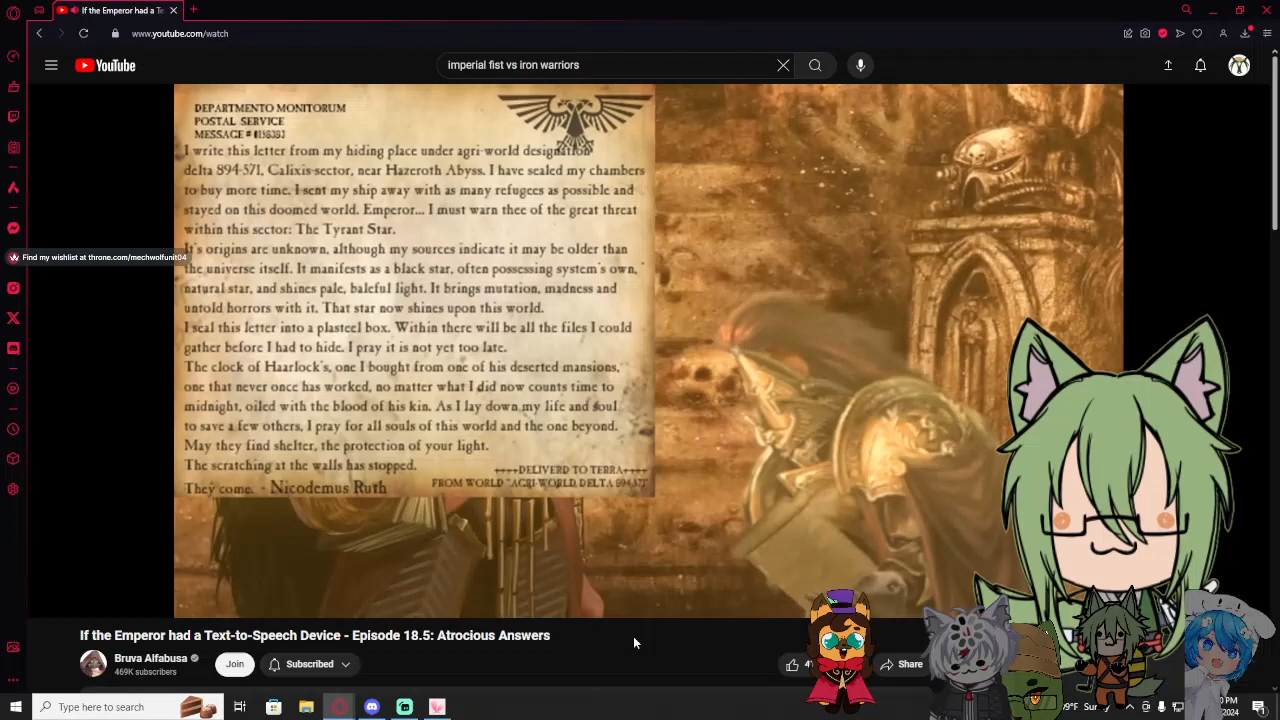 If the Emperor had a Te
www.youtube.com/watch
YouTube
imperial fist vs iron warriors
DEPARTMENTO MONITORUM
POSTAL SERVICE
MESSAGE #
I write this letter from my hiding place under agri-world designation
delta 894-571, Calixis-sector, near Hazeroth Abyss. I have sealed my chambers
to buy more time. I sent my ship away with as many refugees as possible and
stayed on this doomed world. Emperor... I must warn thee of the great threat
within this sector: The Tyrant Star.
It's origins are unknown, although my sources indicate it may be older than
the universe itself. It manifests as a black star, often possessing system's own,
natural star, and shines pale, baleful light. It brings mutation, madness and
untold horrors with it. That star now shines upon this world.
I seal this letter into a plasteel box. Within there will be all the files I could
gather before I had to hide. I pray it is not yet too late.
The clock of Haarlock's, one I bought from one of his deserted mansions,
one that never once has worked, no matter what I did now counts time to
midnight, oiled with the blood of his kin. As I lay down my life and soul
to save a few others, I pray for all souls of this world and the one beyond.
May they find shelter, the protection of your light.
The scratching at the walls has stopped.
They come. - Nicodemus Ruth
++++DELIVERD TO TERRA++++
FROM WORLD "AGRI-WORLD, DELTA 894-571"
Find my wishlist at throne.com/mechwolfunit04
If the Emperor had a Text-to-Speech Device - Episode 18.5: Atrocious Answers
Bruva Alfabusa
469K subscribers
Join
Subscribed
Share
Type here to search